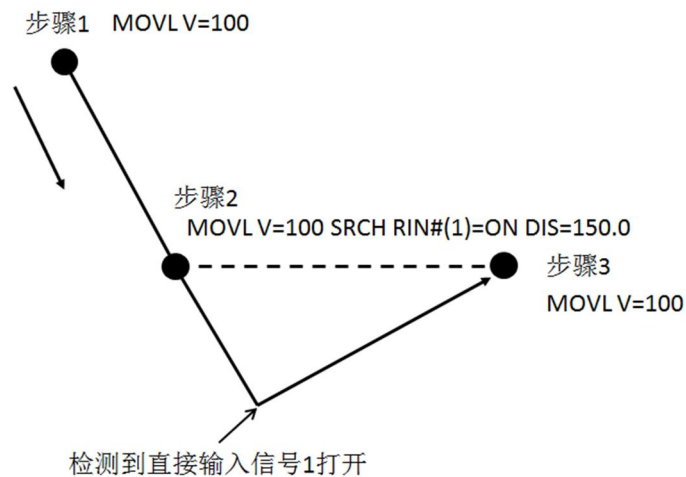 步骤1 MOVL V=100
步骤2
MOVL V=100 SRCH RIN#(1)=ON DIS=150.0
步骤3
MOVL V=100
检测到直接输入信号1打开